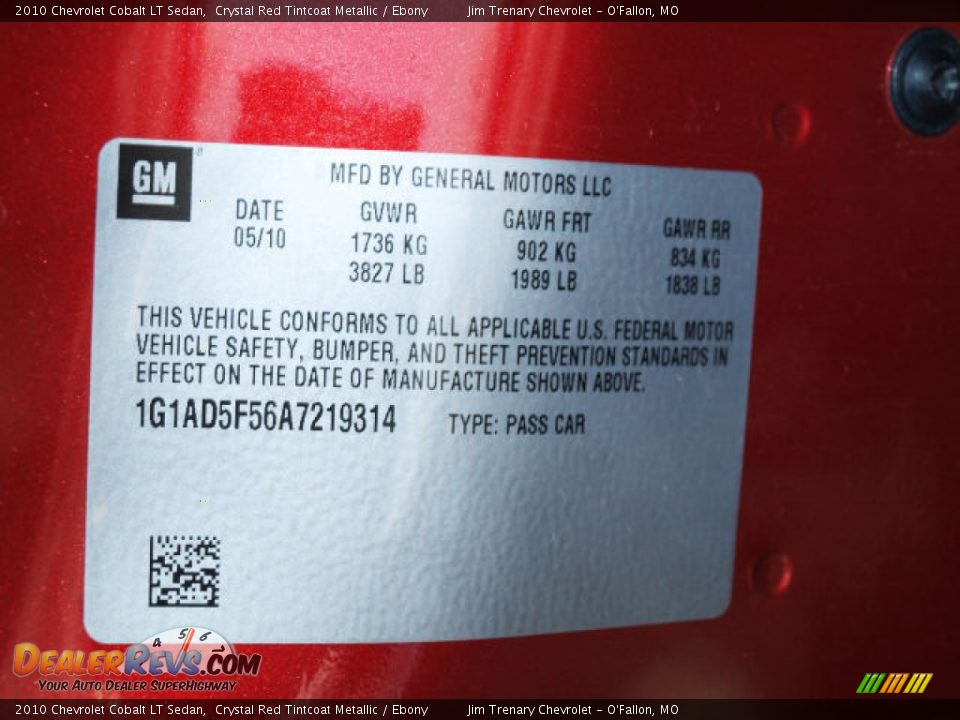 2010 Chevrolet Cobalt LT Sedan, Crystal Red Tintcoat Metallic / Ebony Jim Trenary Chevrolet - O'Fallon, MO
GM
MFD BY GENERAL MOTORS LLC
DATE GVWR GAWR FRT GAWR RR
05/10 1736 KG 902 KG 834 KG
3827 LB 1989 LB 1838 LB
THIS VEHICLE CONFORMS TO ALL APPLICABLE U.S. FEDERAL MOTOR
VEHICLE SAFETY, BUMPER, AND THEFT PREVENTION STANDARDS IN
EFFECT ON THE DATE OF MANUFACTURE SHOWN ABOVE.
1G1AD5F56A7219314 TYPE: PASS CAR
4 5 6
DEALERREVS.COM
Your Auto Dealer SuperHighway
2010 Chevrolet Cobalt LT Sedan, Crystal Red Tintcoat Metallic / Ebony Jim Trenary Chevrolet - O'Fallon, MO